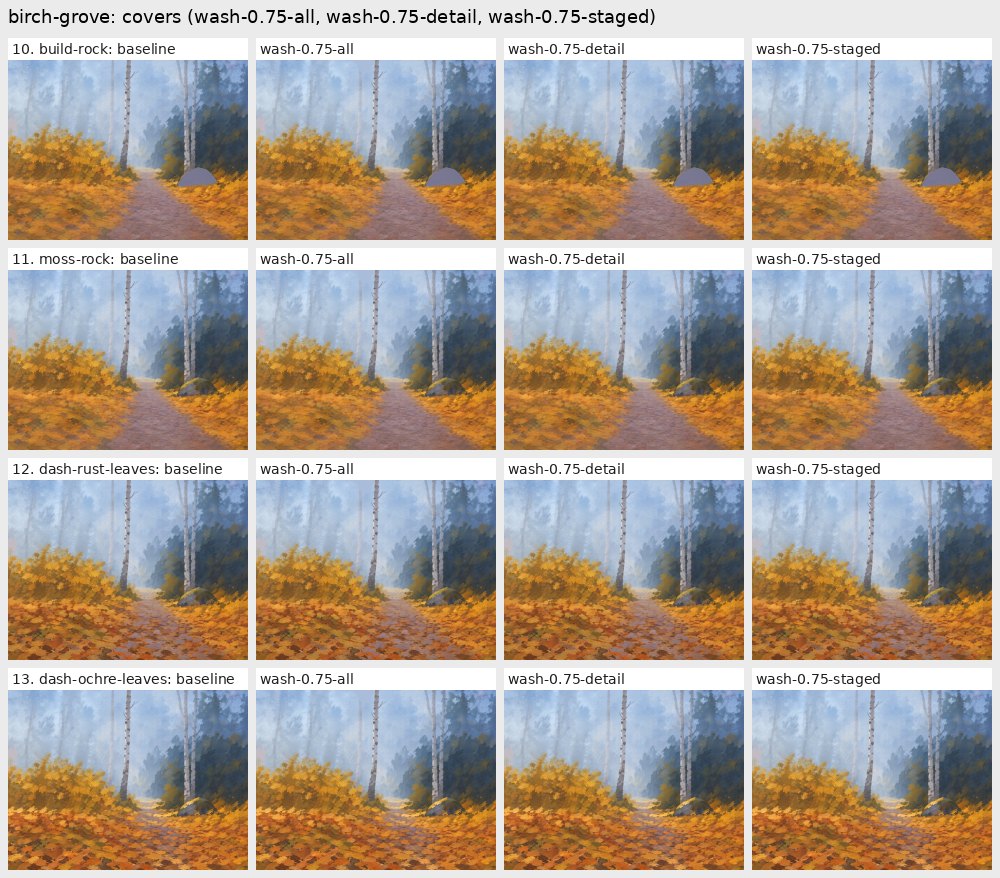 birch-grove: covers (wash-0.75-all, wash-0.75-detail, wash-0.75-staged)
10. build-rock: baseline
wash-0.75-all
wash-0.75-detail
wash-0.75-staged
11. moss-rock: baseline
wash-0.75-all
wash-0.75-detail
wash-0.75-staged
12. dash-rust-leaves: baseline
wash-0.75-all
wash-0.75-detail
wash-0.75-staged
13. dash-ochre-leaves: baseline
wash-0.75-all
wash-0.75-detail
wash-0.75-staged